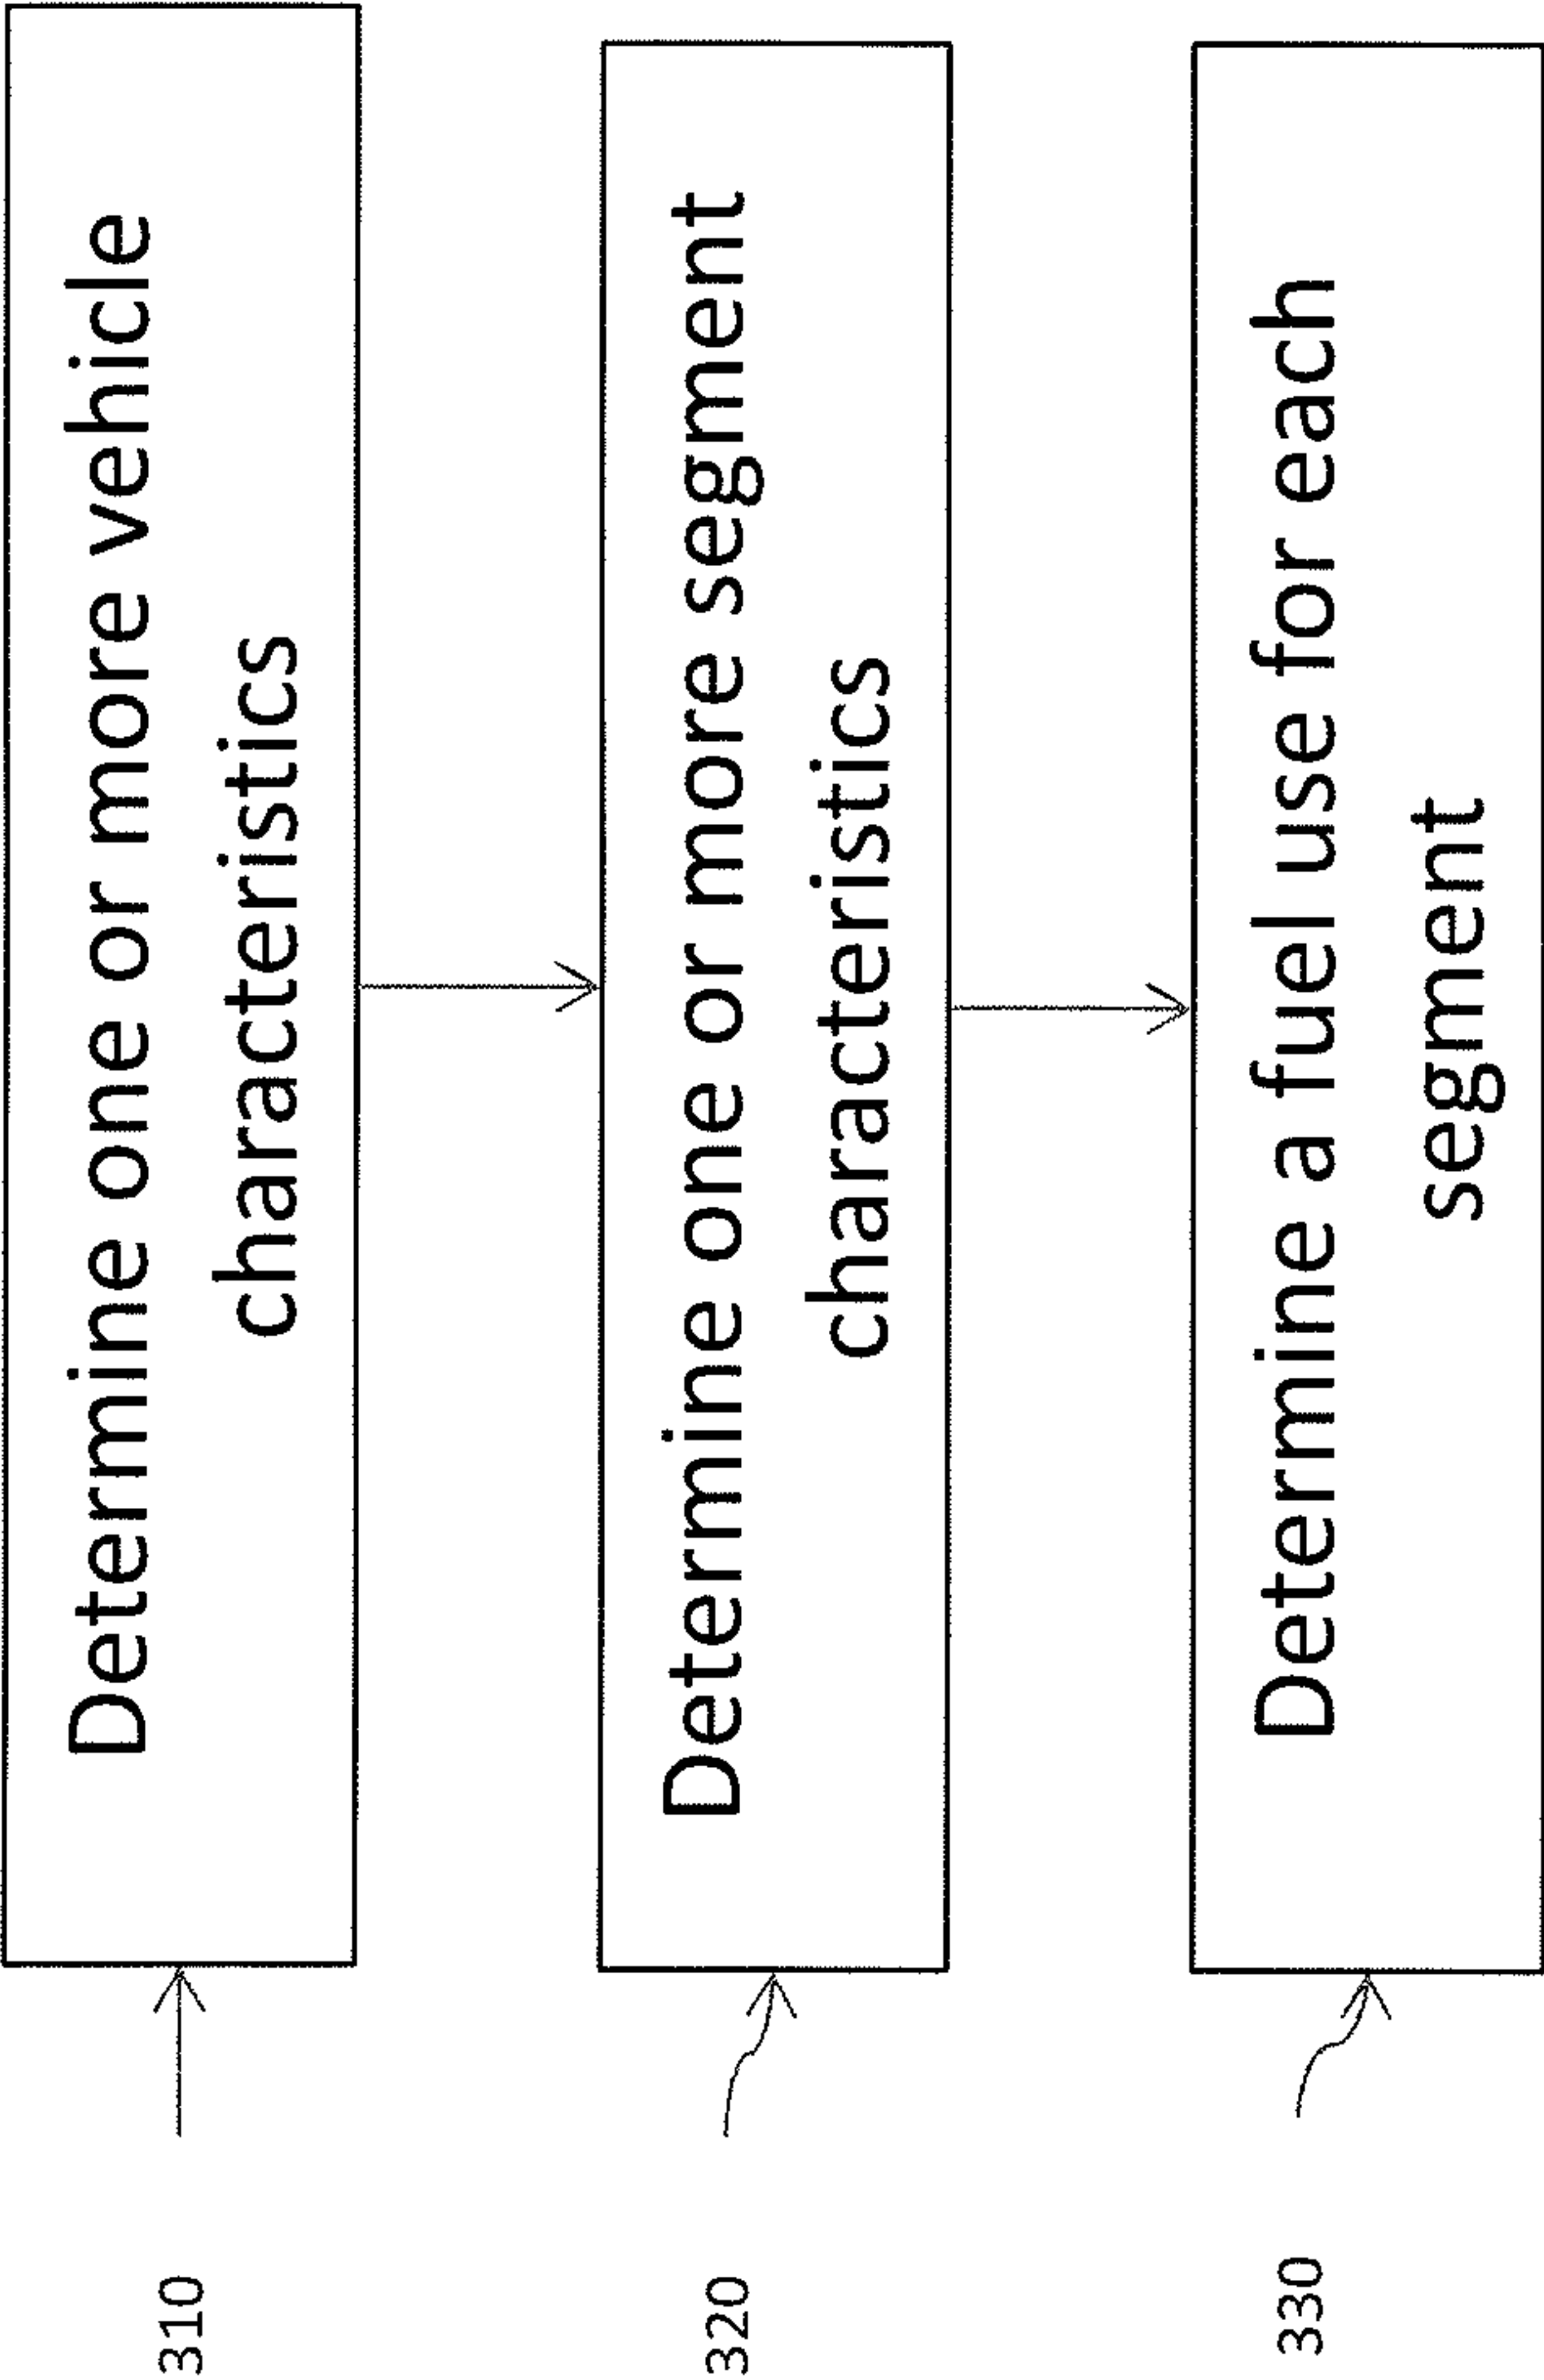 310
Determine one or more vehicle
characteristics
320
Determine one or more segment
characteristics
330
Determine a fuel use for each
segment